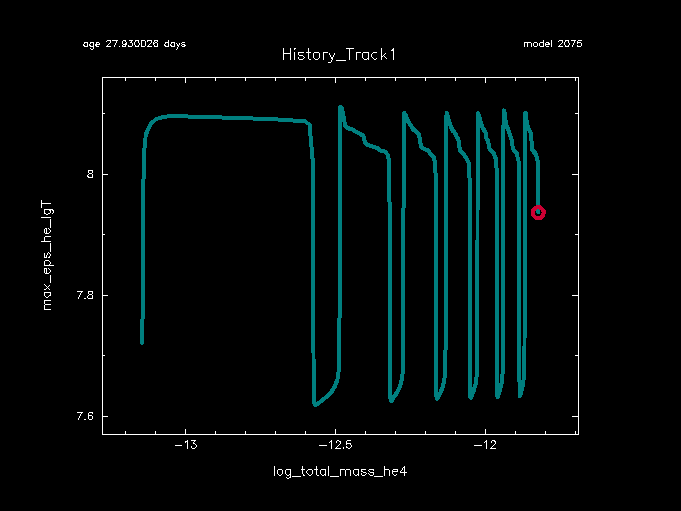 age 27.930026 days
model 2075
History_Track1
8
7.8
7.6
max_eps_he_lgT
-13
-12.5
-12
log_total_mass_he4